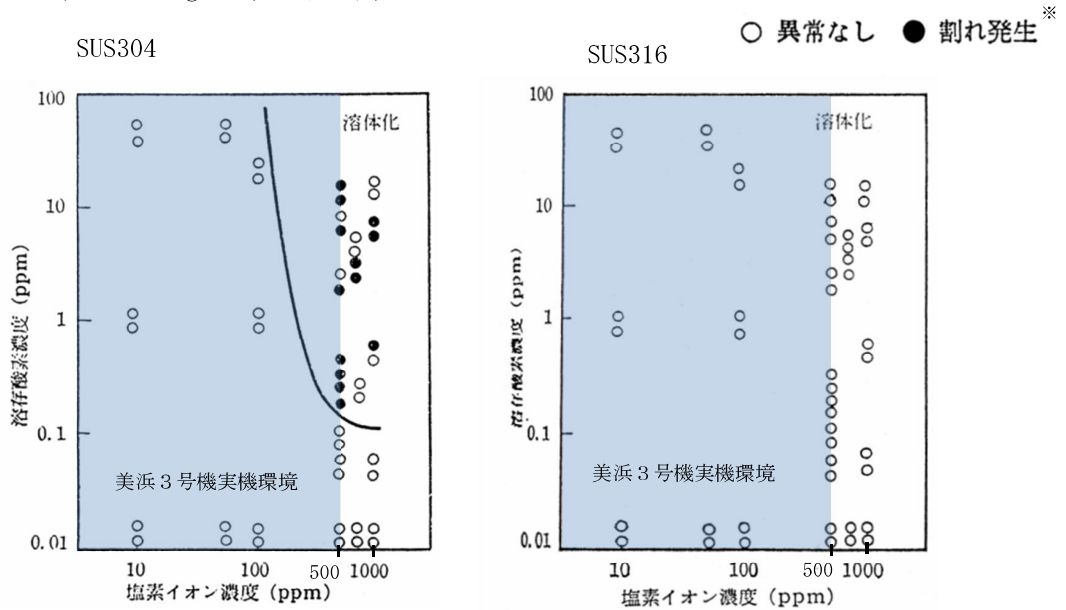 ○ 異常なし ● 割れ発生※
SUS304
100
10
1
0.1
0.01
溶存酸素濃度 (ppm)
溶体化
美浜３号機実機環境
10 100 500 1000
塩素イオン濃度 (ppm)
SUS316
100
10
1
0.1
0.01
溶存酸素濃度 (ppm)
溶体化
美浜３号機実機環境
10 100 500 1000
塩素イオン濃度 (ppm)